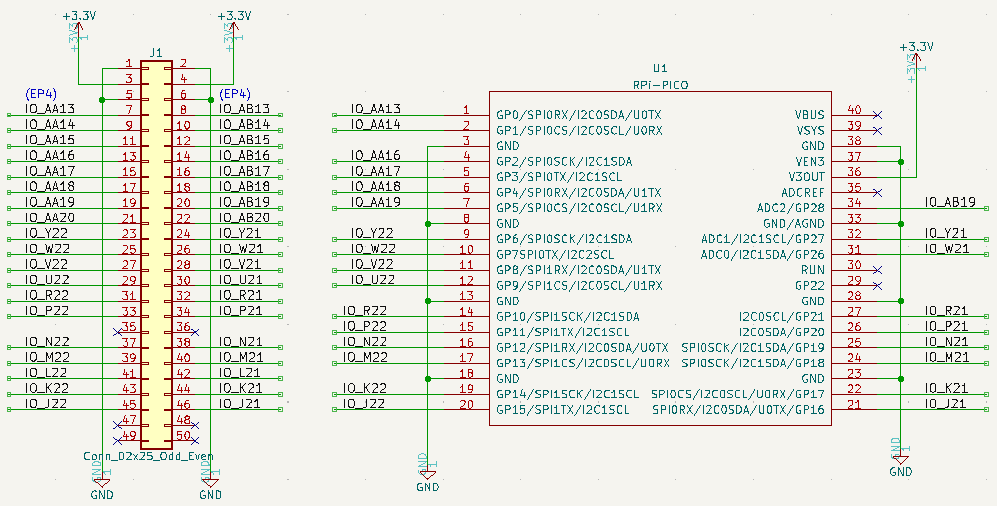 +3.3V +3.3V
+3V3 1 +3V3 1
J1
1 2
3 4
5 6
(EP4) (EP4)
IO_AA13 7 8 IO_AB13
IO_AA14 9 10 IO_AB14
IO_AA15 11 12 IO_AB15
IO_AA16 13 14 IO_AB16
IO_AA17 15 16 IO_AB17
IO_AA18 17 18 IO_AB18
IO_AA19 19 20 IO_AB19
IO_AA20 21 22 IO_AB20
IO_Y22 23 24 IO_Y21
IO_W22 25 26 IO_W21
IO_V22 27 28 IO_V21
IO_U22 29 30 IO_U21
IO_R22 31 32 IO_R21
IO_P22 33 34 IO_P21
35 36
IO_N22 37 38 IO_N21
IO_M22 39 40 IO_M21
IO_L22 41 42 IO_L21
IO_K22 43 44 IO_K21
IO_J22 45 46 IO_J21
47 48
49 50
Conn_02x25_Odd_Even
GND 1 GND 1
GND GND
+3.3V
+3V3 1
U1
RPi-PICO
IO_AA13 1 GP0/SPI0RX/I2C0SDA/U0TX VBUS 40
IO_AA14 2 GP1/SPI0CS/I2C0SCL/U0RX VSYS 39
3 GND GND 38
IO_AA16 4 GP2/SPI0SCK/I2C1SDA VEN3 37
IO_AA17 5 GP3/SPI0TX/I2C1SCL V3OUT 36
IO_AA18 6 GP4/SPI0RX/I2C0SDA/U1TX ADCREF 35
IO_AA19 7 GP5/SPI0CS/I2C0SCL/U1RX ADC2/GP28 34 IO_AB19
8 GND GND/AGND 33
IO_Y22 9 GP6/SPI0SCK/I2C1SDA ADC1/I2C1SCL/GP27 32 IO_Y21
IO_W22 10 GP7SPI0TX/I2C2SCL ADC0/I2C1SDA/GP26 31 IO_W21
IO_V22 11 GP8/SPI1RX/I2C0SDA/U1TX RUN 30
IO_U22 12 GP9/SPI1CS/I2C0SCL/U1RX GP22 29
13 GND GND 28
IO_R22 14 GP10/SPI1SCK/I2C1SDA I2C0SCL/GP21 27 IO_R21
IO_P22 15 GP11/SPI1TX/I2C1SCL I2C0SDA/GP20 26 IO_P21
IO_N22 16 GP12/SPI1RX/I2C0SDA/U0TX SPI0SCK/I2C1SDA/GP19 25 IO_N21
IO_M22 17 GP13/SPI1CS/I2C0SCL/U0RX SPI0SCK/I2C1SDA/GP18 24 IO_M21
18 GND GND 23
IO_K22 19 GP14/SPI1SCK/I2C1SCL SPI0CS/I2C0SCL/U0RX/GP17 22 IO_K21
IO_J22 20 GP15/SPI1TX/I2C1SCL SPI0RX/I2C0SDA/U0TX/GP16 21 IO_J21
GND 1 GND 1
GND GND